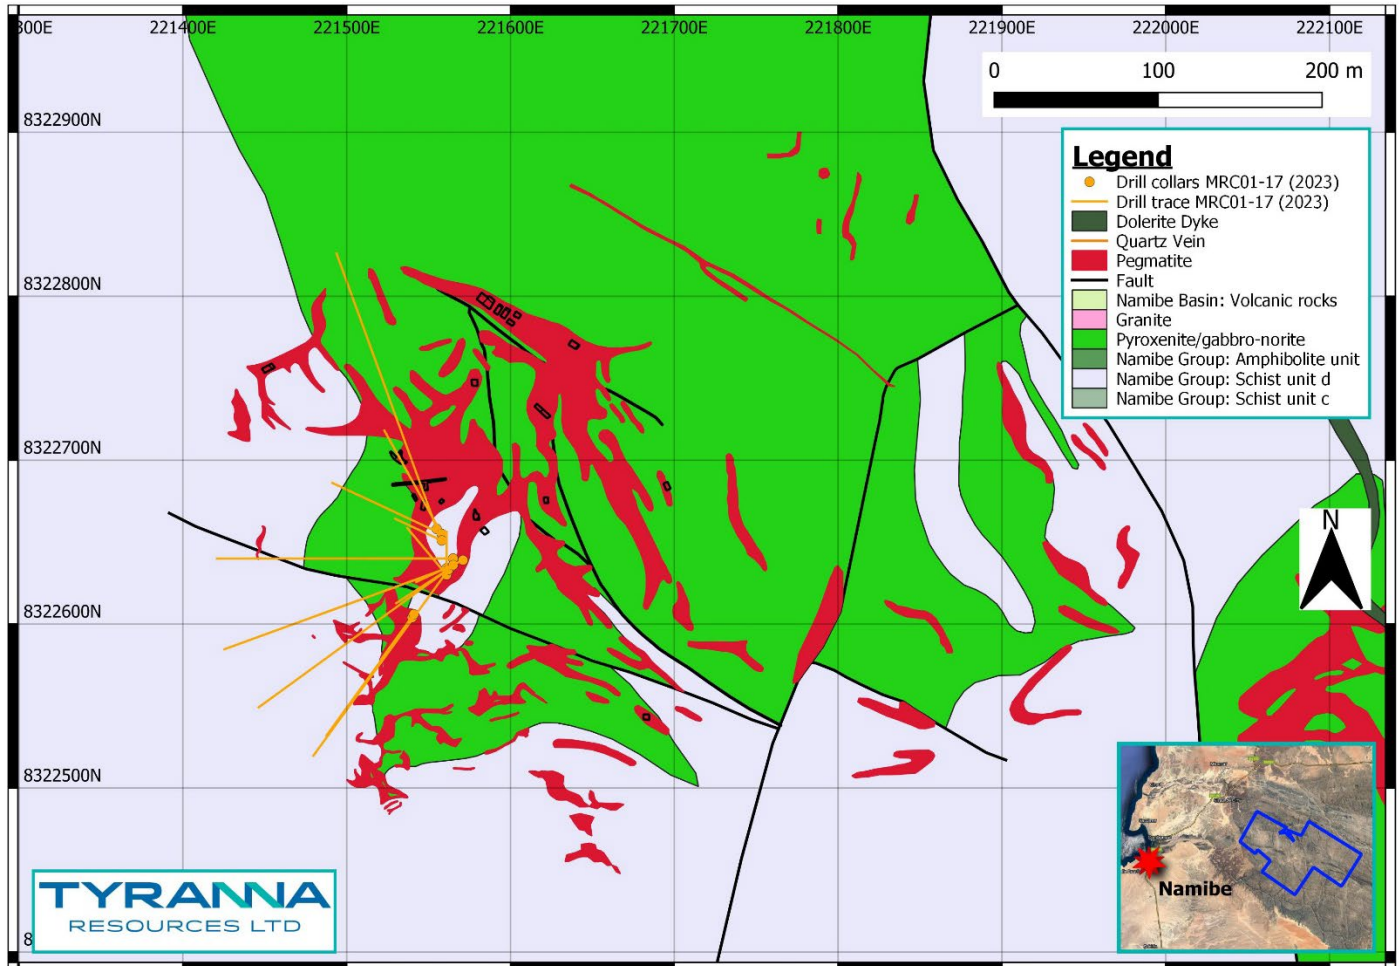 300E 221400E 221500E 221600E 221700E 221800E 221900E 222000E 222100E
0 100 200 m
8322900N
Legend
Drill collars MRC01-17 (2023)
Drill trace MRC01-17 (2023)
Dolerite Dyke
Quartz Vein
Pegmatite
Fault
Namibe Basin: Volcanic rocks
Granite
Pyroxenite/gabbro-norite
Namibe Group: Amphibolite unit
Namibe Group: Schist unit d
Namibe Group: Schist unit c
8322800N
8322700N
N
8322600N
8322500N
Namibe
TYRANNA
RESOURCES LTD
8